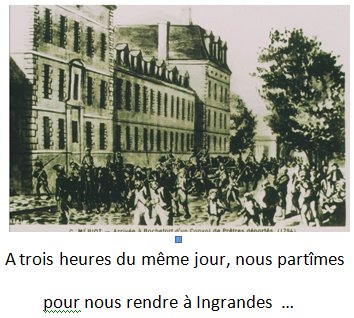 C. MÉRIOT — Arrivée à Rochefort d'un Convoi de Prêtres déportés. (1794)
A trois heures du même jour, nous partîmes
pour nous rendre à Ingrandes ...